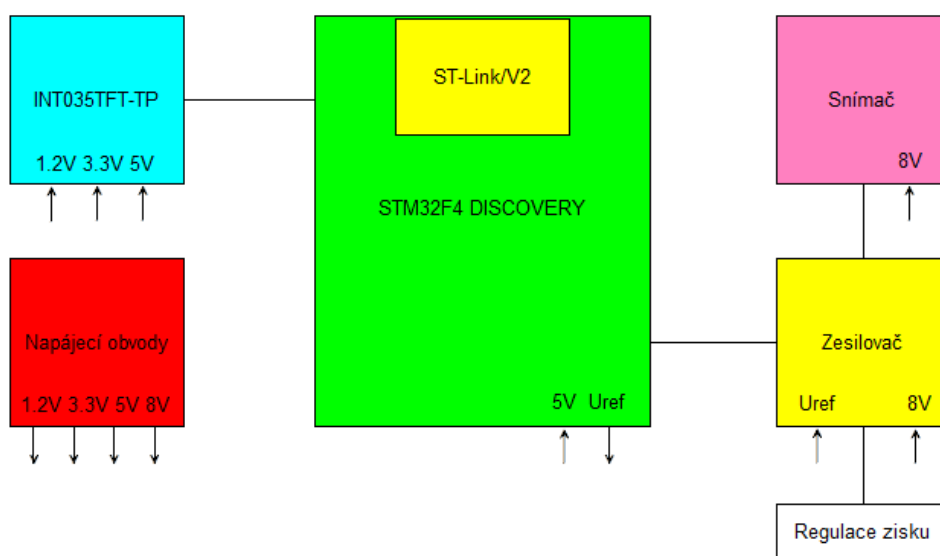 INT035TFT-TP
1.2V 3.3V 5V
ST-Link/V2
STM32F4 DISCOVERY
5V Uref
Snímač
8V
Napájecí obvody
1.2V 3.3V 5V 8V
Zesilovač
Uref 8V
Regulace zisku